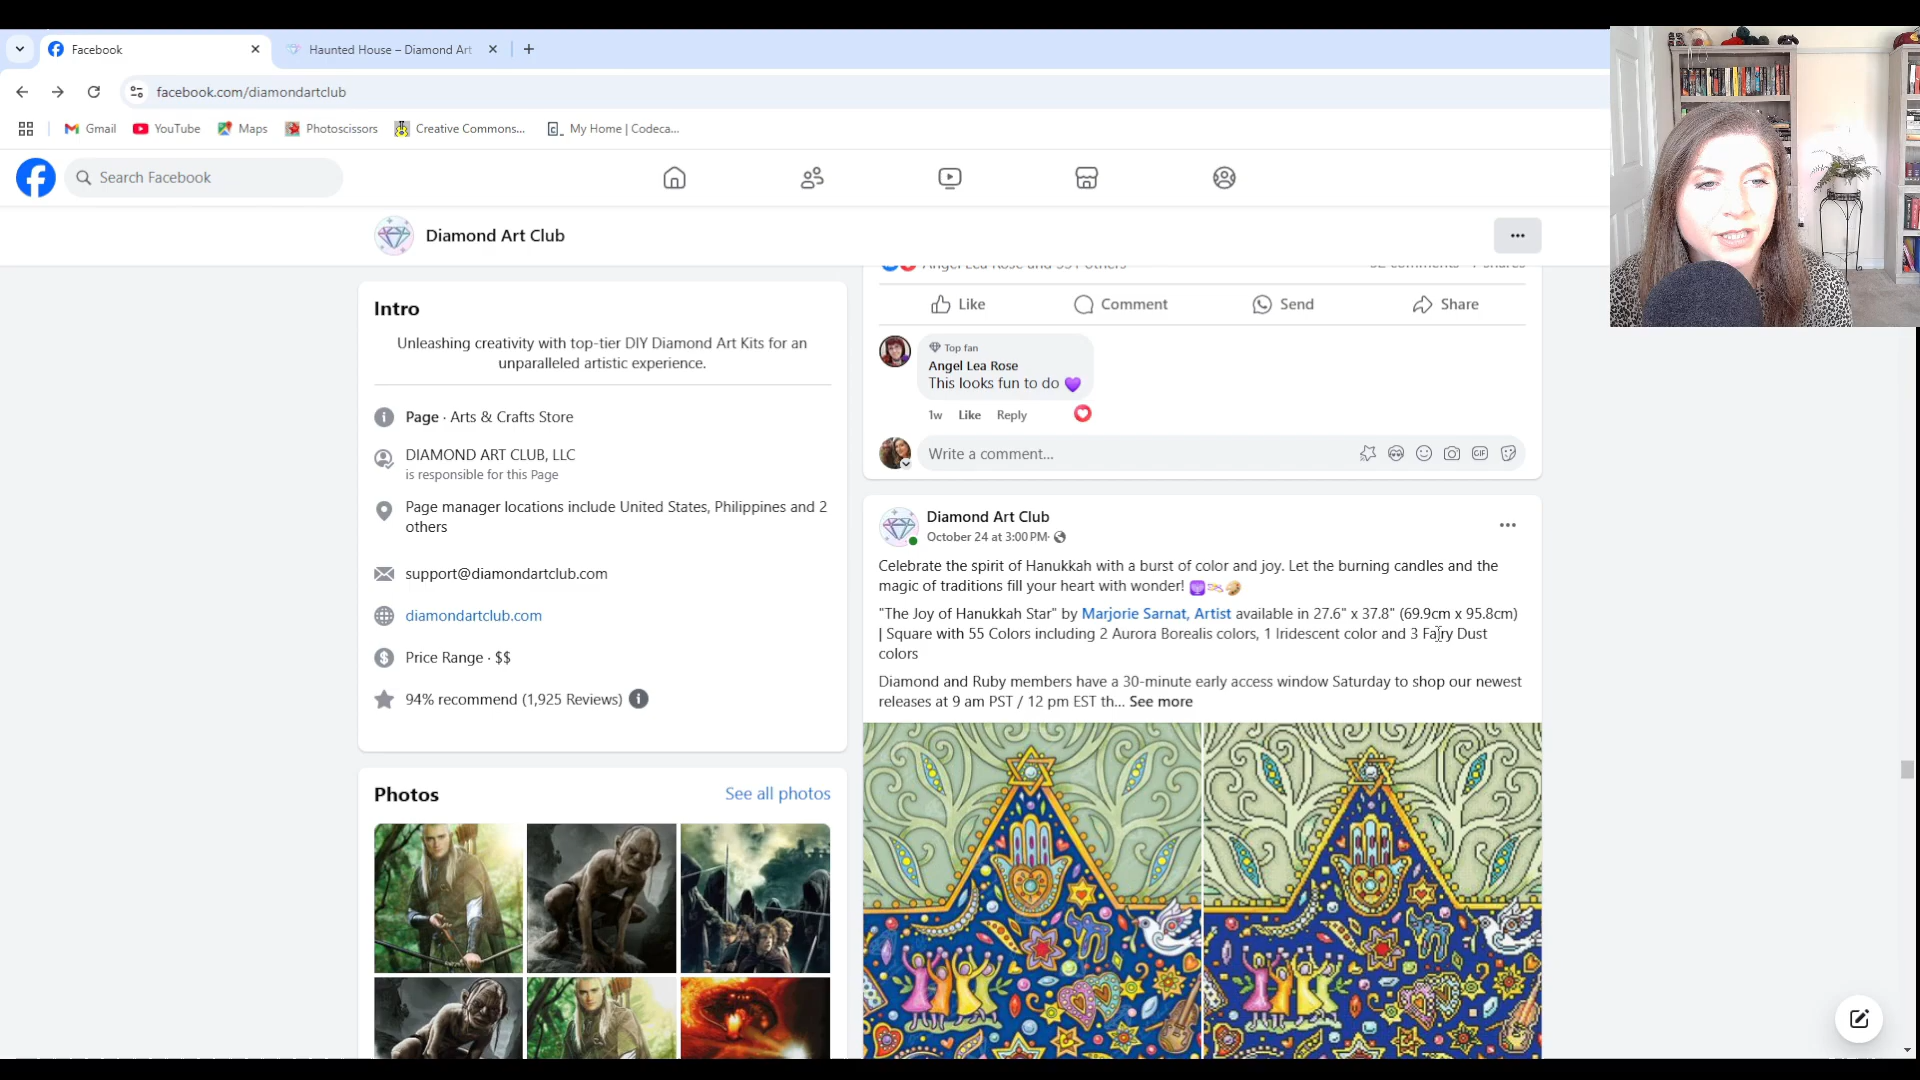 Facebook
Haunted House – Diamond Art
facebook.com/diamondartclub
Gmail
YouTube
Maps
Photoscissors
Creative Commons...
My Home | Codeca...
Search Facebook
Diamond Art Club
Intro
Unleashing creativity with top-tier DIY Diamond Art Kits for an
unparalleled artistic experience.
Page · Arts & Crafts Store
DIAMOND ART CLUB, LLC
is responsible for this Page
Page manager locations include United States, Philippines and 2
others
support@diamondartclub.com
diamondartclub.com
Price Range · $$
94% recommend (1,925 Reviews)
Photos
See all photos
Like
Comment
Send
Share
Top fan
Angel Lea Rose
This looks fun to do 💜
1w Like Reply
Write a comment...
GIF
Diamond Art Club
October 24 at 3:00 PM ·
Celebrate the spirit of Hanukkah with a burst of color and joy. Let the burning candles and the
magic of traditions fill your heart with wonder!
"The Joy of Hanukkah Star" by Marjorie Sarnat, Artist available in 27.6" x 37.8" (69.9cm x 95.8cm)
| Square with 55 Colors including 2 Aurora Borealis colors, 1 Iridescent color and 3 Fairy Dust
colors
Diamond and Ruby members have a 30-minute early access window Saturday to shop our newest
releases at 9 am PST / 12 pm EST th... See more